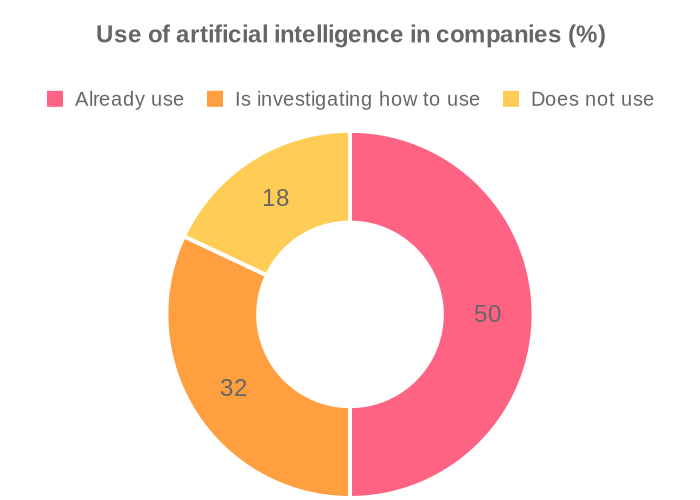 Use of artificial intelligence in companies (%)
Already use Is investigating how to use Does not use
18
50
32